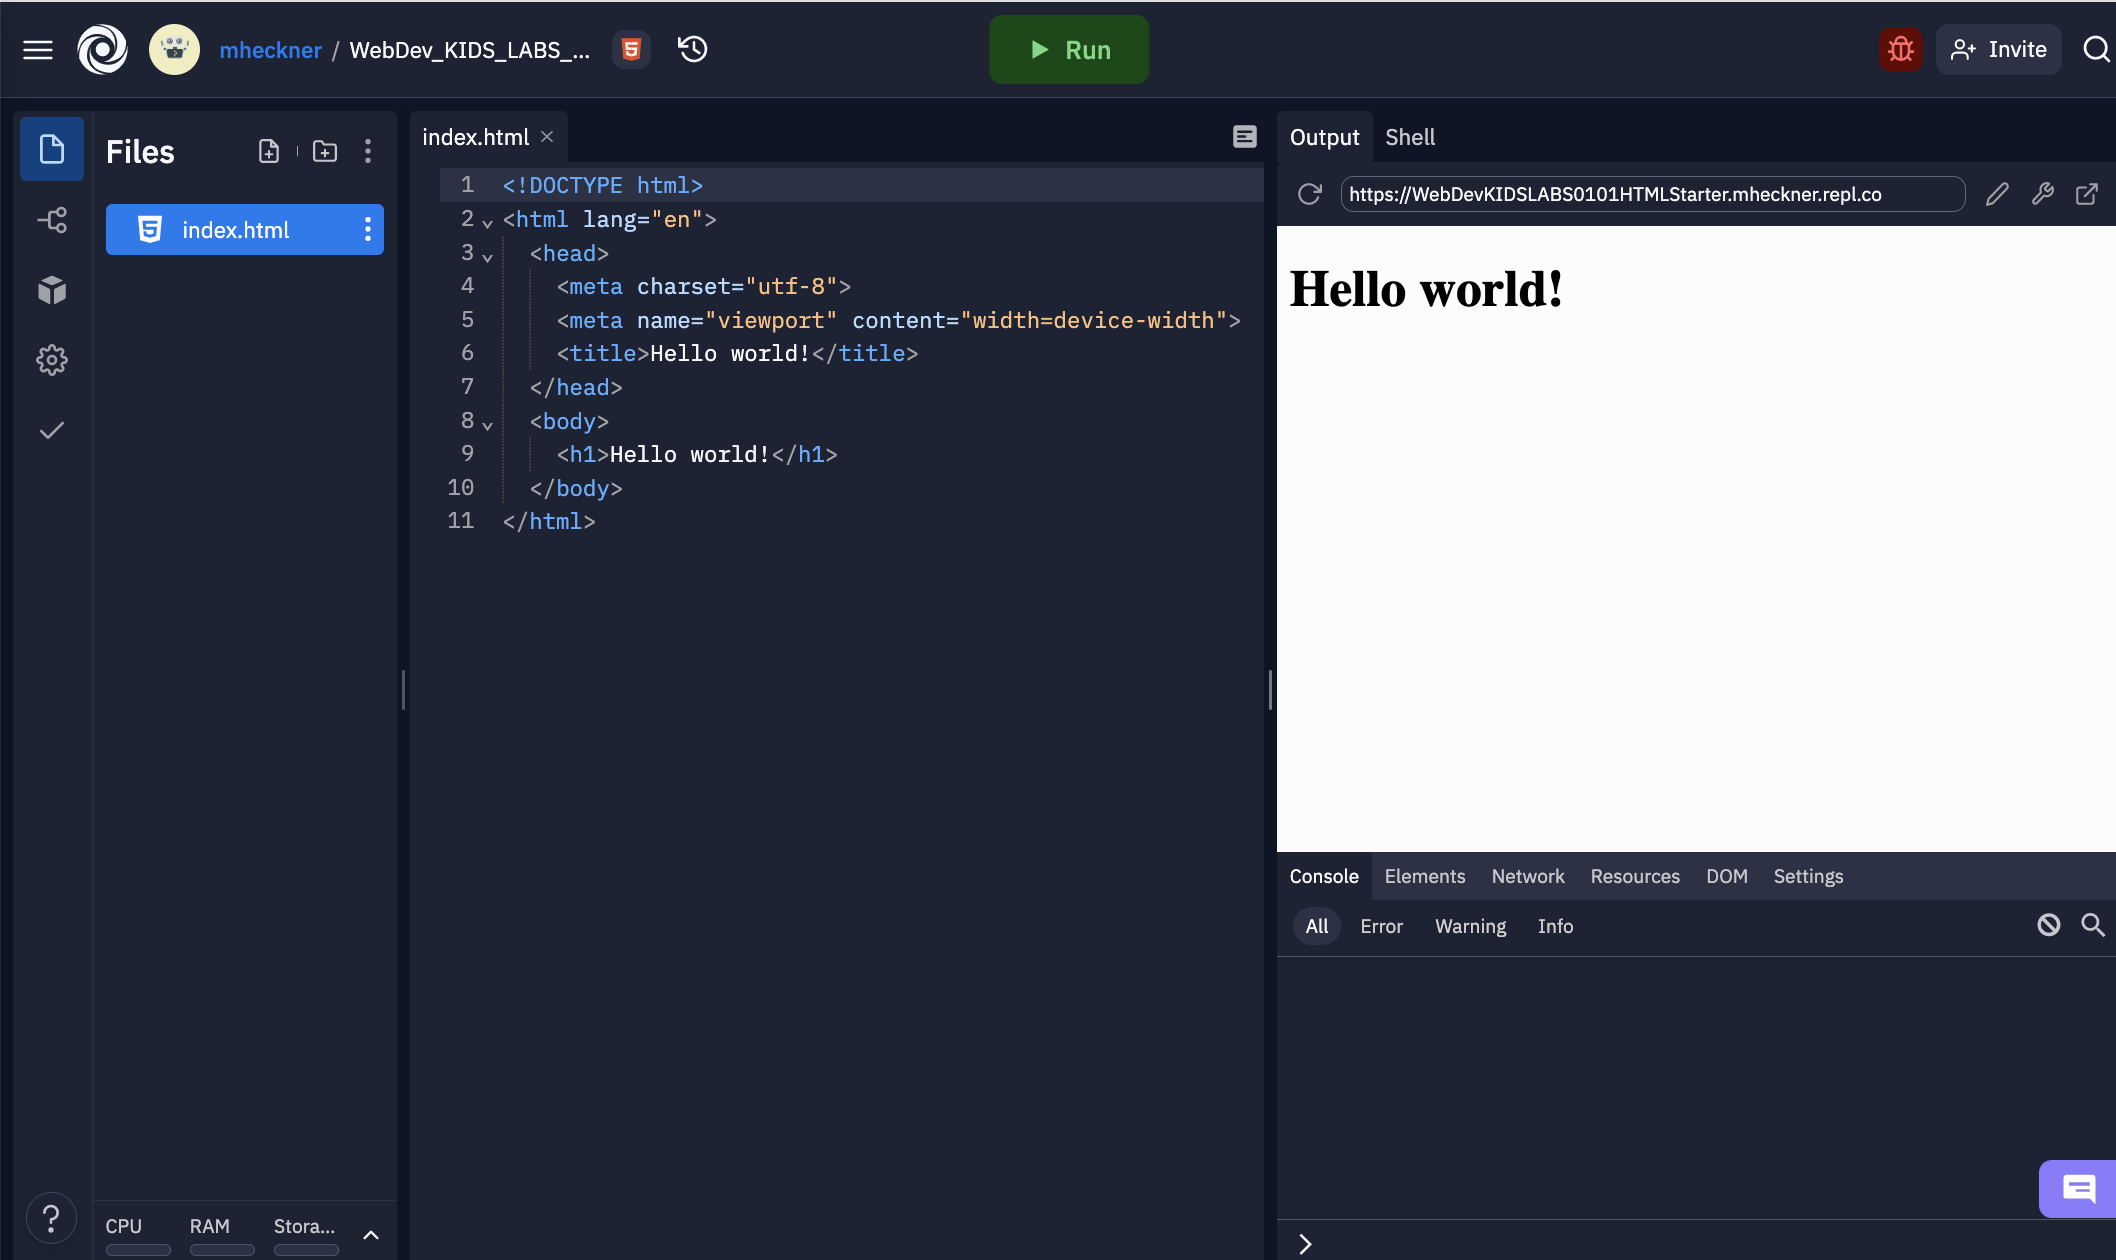 mheckner / WebDev_KIDS_LABS_...
Run
Invite
Files
index.html
CPU RAM Stora...
index.html
1 <!DOCTYPE html>
2 <html lang="en">
3 <head>
4 <meta charset="utf-8">
5 <meta name="viewport" content="width=device-width">
6 <title>Hello world!</title>
7 </head>
8 <body>
9 <h1>Hello world!</h1>
10 </body>
11 </html>
Output Shell
https://WebDevKIDSLABS0101HTMLStarter.mheckner.repl.co
Hello world!
Console Elements Network Resources DOM Settings
All Error Warning Info